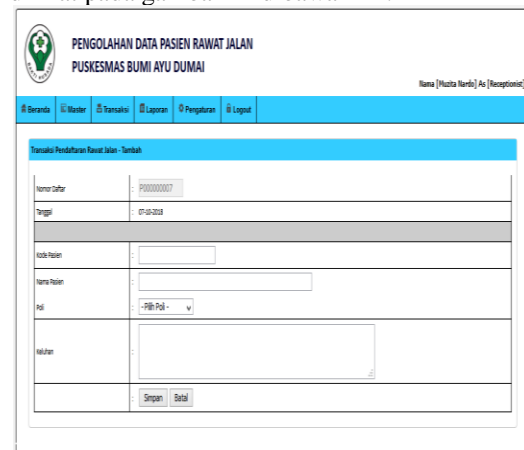 PENGOLAHAN DATA PASIEN RAWAT JALAN
PUSKESMAS BUMI AYU DUMAI
Nama [Muzita Nardo] As [Receptionist]
Beranda Master Transaksi Laporan Pengaturan Logout
Transaksi Pendaftaran Rawat Jalan - Tambah
Nomor Daftar : P000000007
Tanggal : 07-10-2018
Kode Pasien :
Nama Pasien :
Poli : - Pilih Poli -
Keluhan :
: Simpan Batal